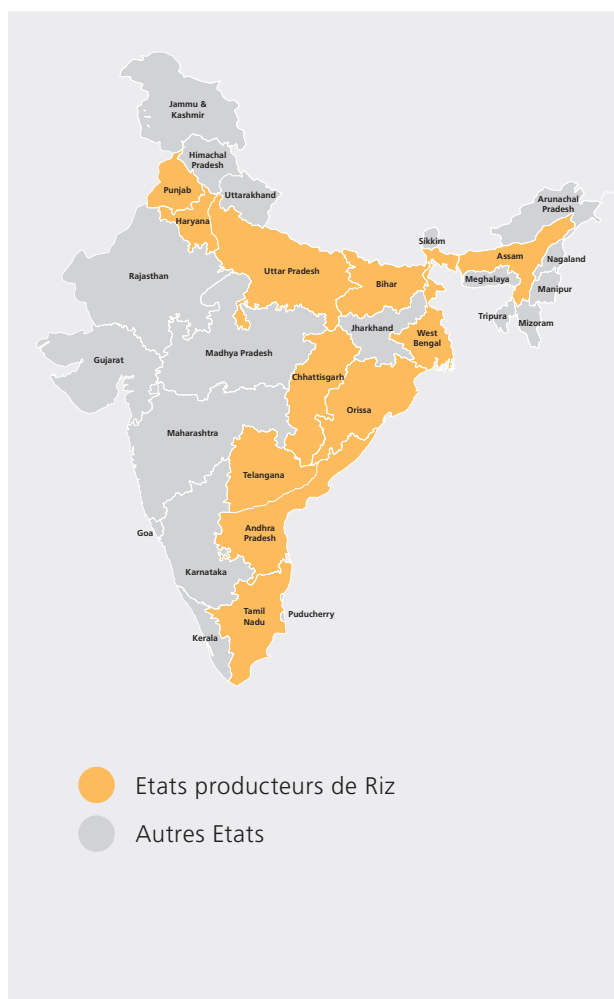 Jammu &
Kashmir
Himachal
Pradesh
Punjab
Uttarakhand
Haryana
Arunachal
Pradesh
Sikkim
Assam
Nagaland
Rajasthan
Uttar Pradesh
Bihar
Meghalaya
Manipur
Tripura
Mizoram
Jharkhand
West
Bengal
Gujarat
Madhya Pradesh
Chhattisgarh
Orissa
Maharashtra
Telangana
Goa
Andhra
Pradesh
Karnataka
Tamil
Nadu
Puducherry
Kerala
Etats producteurs de Riz
Autres Etats